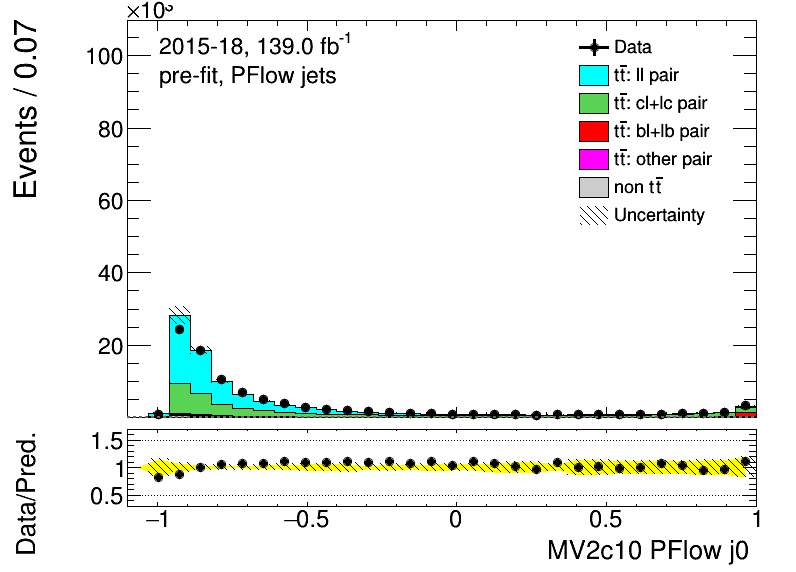 ×10³
Events / 0.07
100
80
60
40
20
2015-18, 139.0 fb⁻¹
pre-fit, PFlow jets
Data
tt̄: ll pair
tt̄: cl+lc pair
tt̄: bl+lb pair
tt̄: other pair
non tt̄
Uncertainty
Data/Pred.
1.5
1
0.5
−1 −0.5 0 0.5 1
MV2c10 PFlow j0